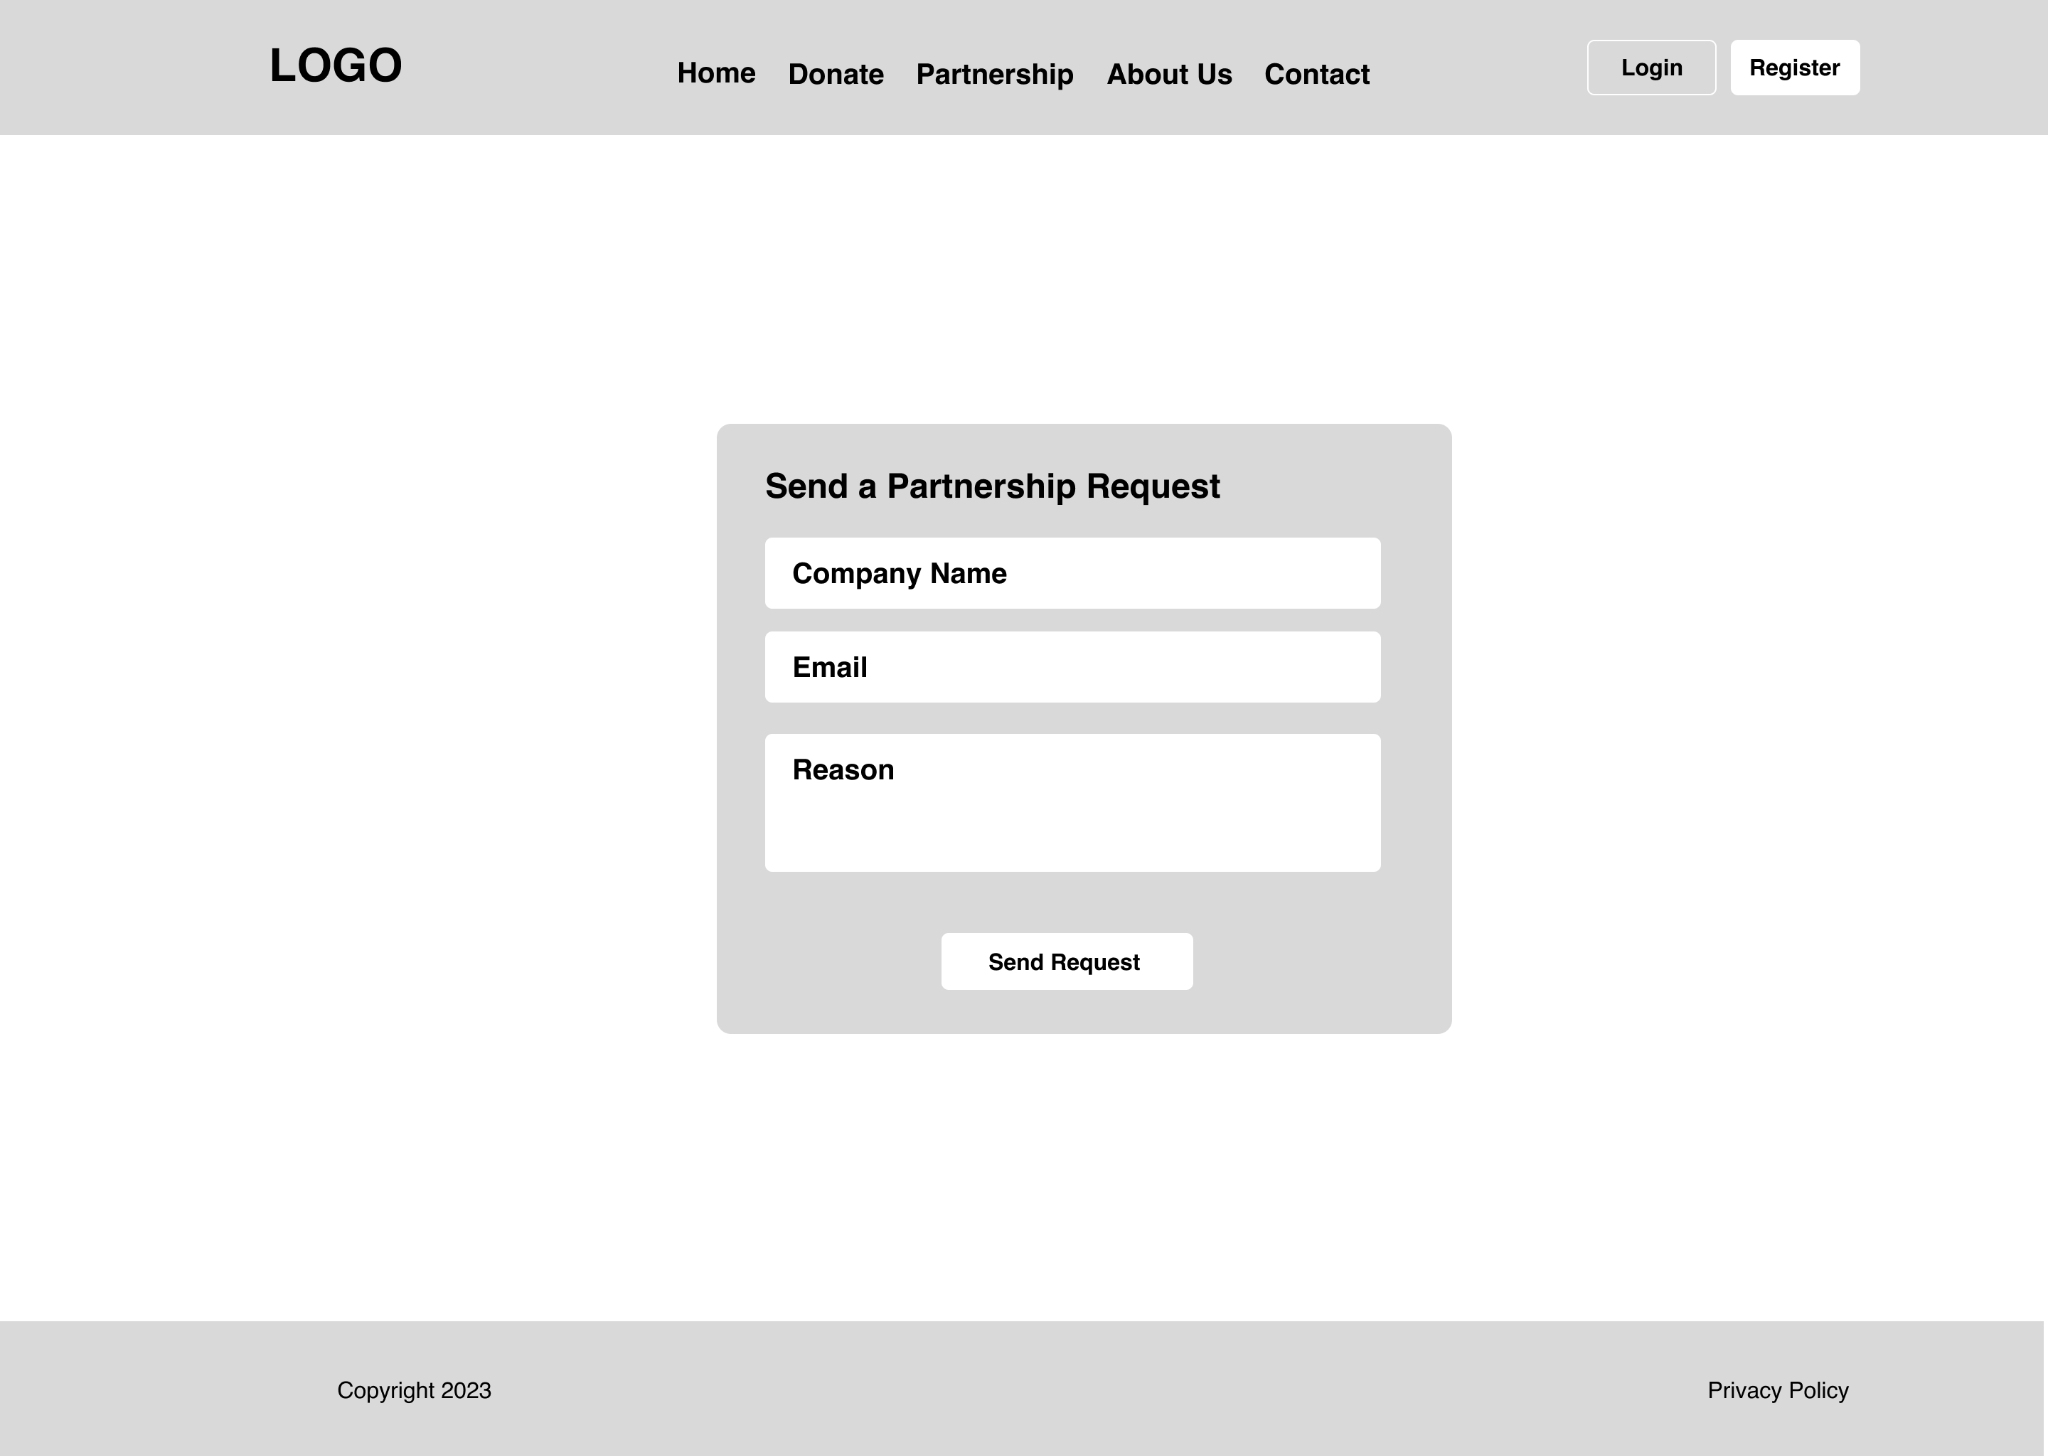 LOGO
Home Donate Partnership About Us Contact
Login Register
Send a Partnership Request
Company Name
Email
Reason
Send Request
Copyright 2023 Privacy Policy